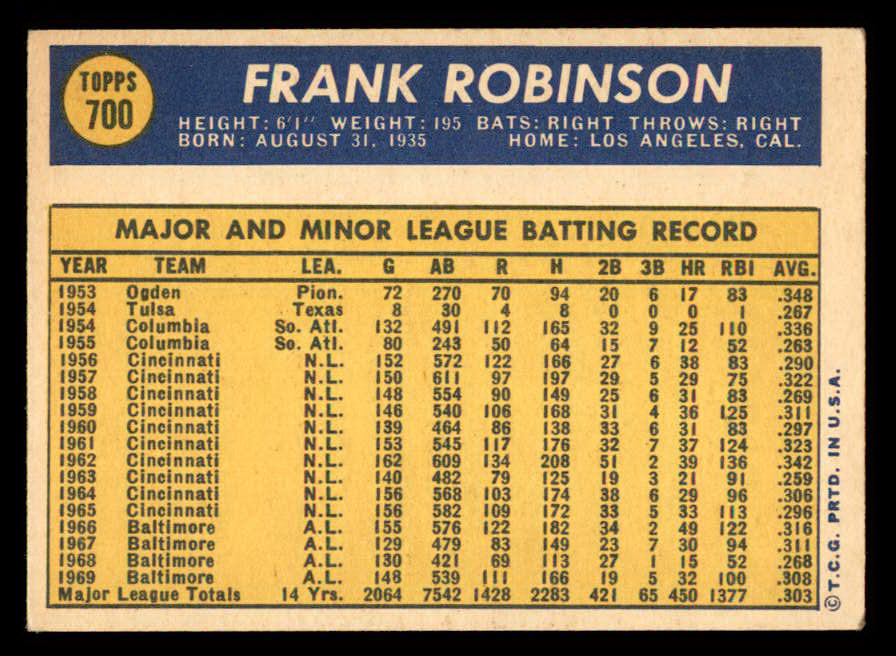 TOPPS
700
FRANK ROBINSON
HEIGHT: 6'1" WEIGHT: 195 BATS: RIGHT THROWS: RIGHT
BORN: AUGUST 31, 1935 HOME: LOS ANGELES, CAL.
MAJOR AND MINOR LEAGUE BATTING RECORD
YEAR TEAM LEA. G AB R H 2B 3B HR RBI AVG.
1953 Ogden Pion. 72 270 70 94 20 6 17 83 .348
1954 Tulsa Texas 8 30 4 8 0 0 0 1 .267
1954 Columbia So. Atl. 132 491 112 165 32 9 25 110 .336
1955 Columbia So. Atl. 80 243 50 64 15 7 12 52 .263
1956 Cincinnati N.L. 152 572 122 166 27 6 38 83 .290
1957 Cincinnati N.L. 150 611 97 197 29 5 29 75 .322
1958 Cincinnati N.L. 148 554 90 149 25 6 31 83 .269
1959 Cincinnati N.L. 146 540 106 168 31 4 36 125 .311
1960 Cincinnati N.L. 139 464 86 138 33 6 31 83 .297
1961 Cincinnati N.L. 153 545 117 176 32 7 37 124 .323
1962 Cincinnati N.L. 162 609 134 208 51 2 39 136 .342
1963 Cincinnati N.L. 140 482 79 125 19 3 21 91 .259
1964 Cincinnati N.L. 156 568 103 174 38 6 29 96 .306
1965 Cincinnati N.L. 156 582 109 172 33 5 33 113 .296
1966 Baltimore A.L. 155 576 122 182 34 2 49 122 .316
1967 Baltimore A.L. 129 479 83 149 23 7 30 94 .311
1968 Baltimore A.L. 130 421 69 113 27 1 15 52 .268
1969 Baltimore A.L. 148 539 111 166 19 5 32 100 .308
Major League Totals 14 Yrs. 2064 7542 1428 2283 421 65 450 1377 .303
© T.C.G. PRTD. IN U.S.A.